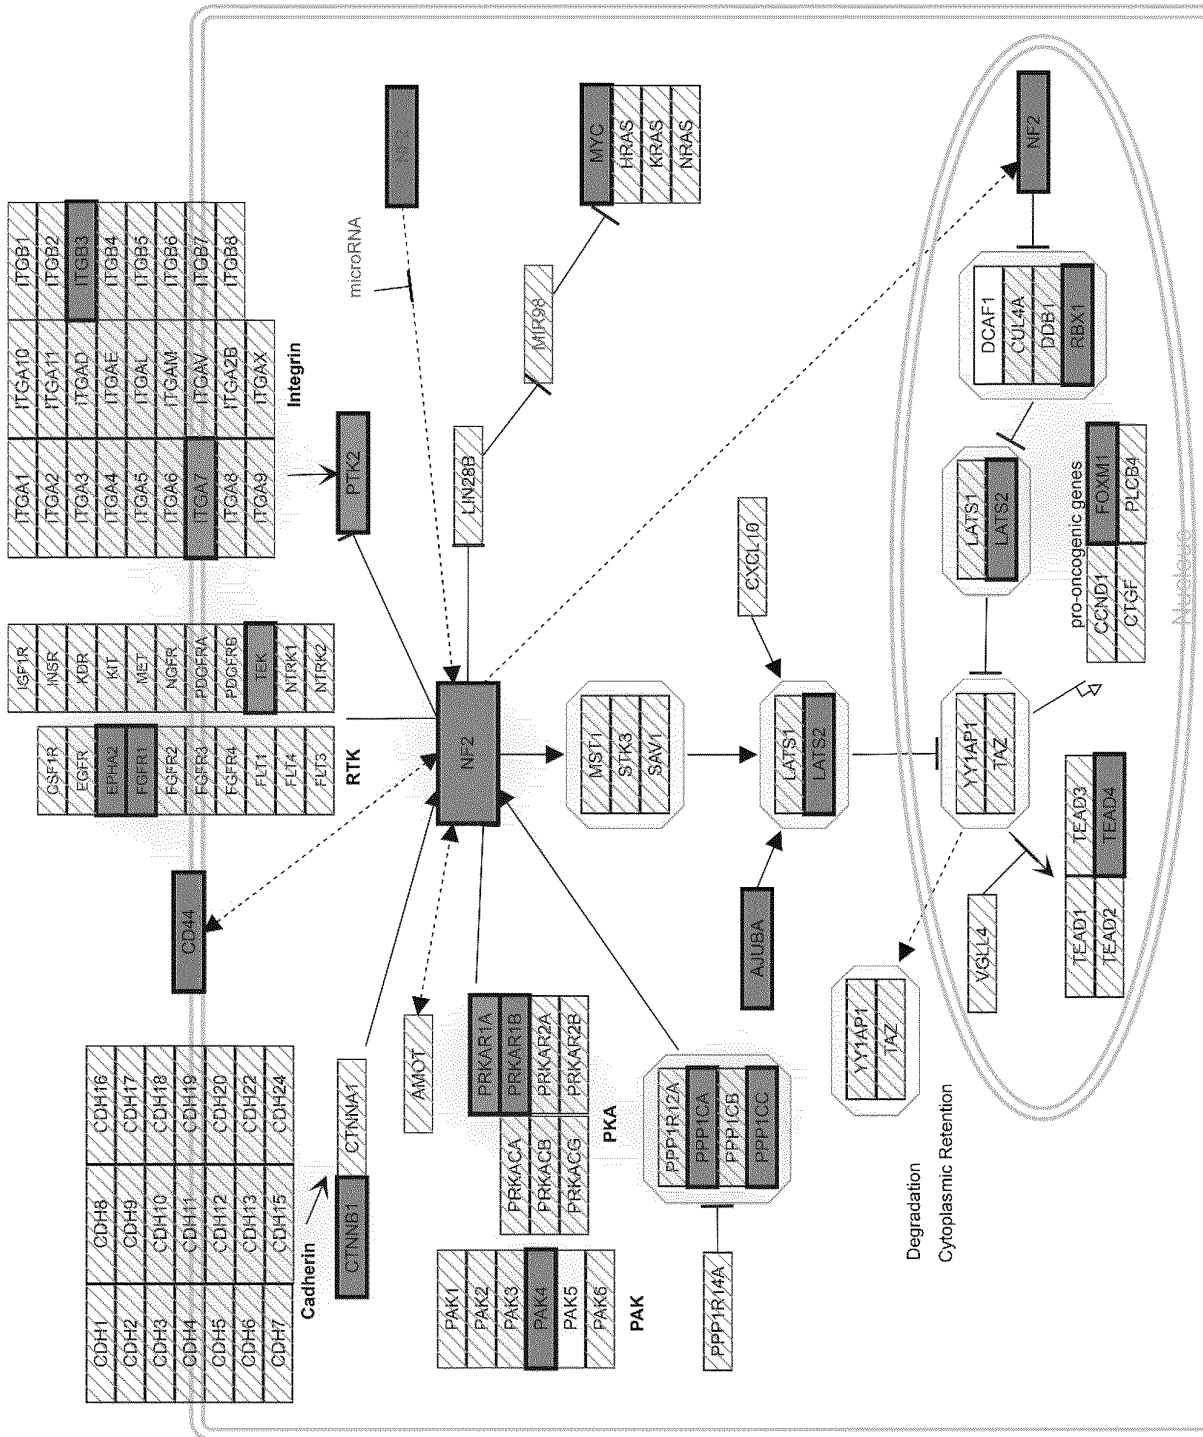 CDH1
CDH2
CDH3
CDH4
CDH5
CDH6
CDH7
CDH8
CDH9
CDH10
CDH11
CDH12
CDH13
CDH15
CDH16
CDH17
CDH18
CDH19
CDH20
CDH22
CDH24
Cadherin
CTNNB1
CTNNA1
CD44
CSF1R
EGFR
EPHA2
FGFR1
FGFR2
FGFR3
FGFR4
FLT1
FLT4
FLT3
IGF1R
INSR
KDR
KIT
MET
NGFR
PDGFRA
PDGFRB
TEK
NTRK1
NTRK2
RTK
ITGA1
ITGA2
ITGA3
ITGA4
ITGA5
ITGA6
ITGA7
ITGA8
ITGA9
ITGA10
ITGA11
ITGAD
ITGAE
ITGAL
ITGAM
ITGAV
ITGA2B
ITGAX
ITGB1
ITGB2
ITGB3
ITGB4
ITGB5
ITGB6
ITGB7
ITGB8
Integrin
PTK2
microRNA
NF2
AMOT
NF2
LIN28B
MIR98
MYC
HRAS
KRAS
NRAS
PAK1
PAK2
PAK3
PAK4
PAK5
PAK6
PAK
PRKACA
PRKACB
PRKACG
PRKAR1A
PRKAR1B
PRKAR2A
PRKAR2B
PKA
MST1
STK3
SAV1
PPP1R14A
PPP1R12A
PPP1CA
PPP1CB
PPP1CC
AJUBA
LATS1
LATS2
CXCL10
YY1AP1
TAZ
Degradation
Cytoplasmic Retention
VGLL4
YY1AP1
TAZ
LATS1
LATS2
DCAF1
CUL4A
DDB1
RBX1
NF2
TEAD1
TEAD2
TEAD3
TEAD4
pro-oncogenic genes
CCND1
CTGF
FOXM1
PLCB4